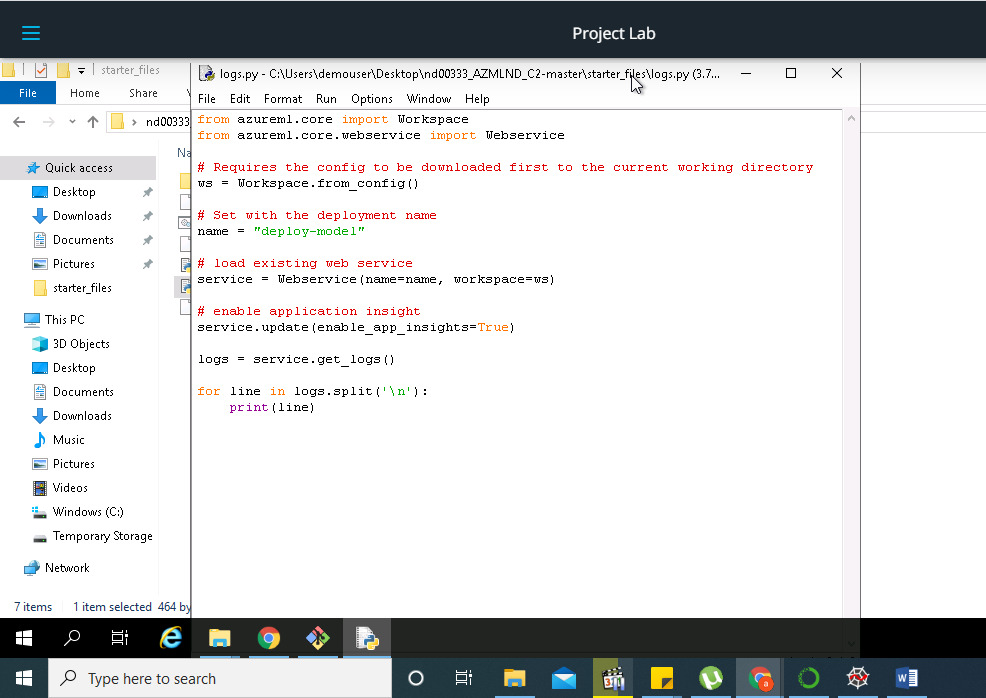 Project Lab
starter_files
logs.py - C:\Users\demouser\Desktop\nd00333_AZMLND_C2-master\starter_files\logs.py (3.7...
File
Home
Share
File Edit Format Run Options Window Help
nd00333
from azureml.core import Workspace
from azureml.core.webservice import Webservice
# Requires the config to be downloaded first to the current working directory
ws = Workspace.from_config()
# Set with the deployment name
name = "deploy-model"
# load existing web service
service = Webservice(name=name, workspace=ws)
# enable application insight
service.update(enable_app_insights=True)
logs = service.get_logs()
for line in logs.split('\n'):
    print(line)
Na
Quick access
Desktop
Downloads
Documents
Pictures
starter_files
This PC
3D Objects
Desktop
Documents
Downloads
Music
Pictures
Videos
Windows (C:)
Temporary Storage
Network
7 items 1 item selected 464 by
Type here to search